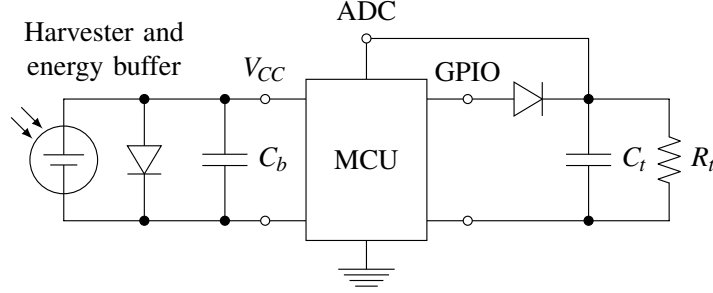 ADC
Harvester and
energy buffer
V_CC
GPIO
MCU
C_b
C_t
R_t